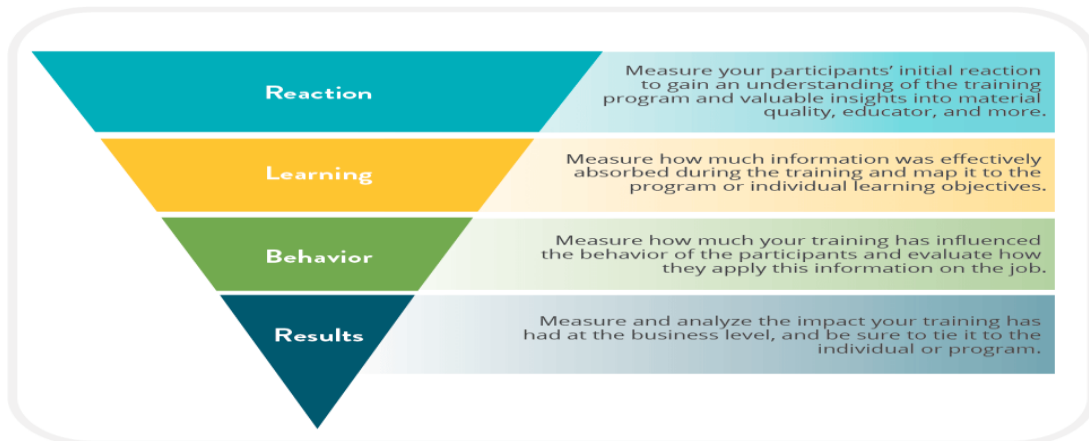 Reaction
Measure your participants' initial reaction
to gain an understanding of the training
program and valuable insights into material
quality, educator, and more.
Learning
Measure how much information was effectively
absorbed during the training and map it to the
program or individual learning objectives.
Behavior
Measure how much your training has influenced
the behavior of the participants and evaluate how
they apply this information on the job.
Results
Measure and analyze the impact your training has
had at the business level, and be sure to tie it to the
individual or program.